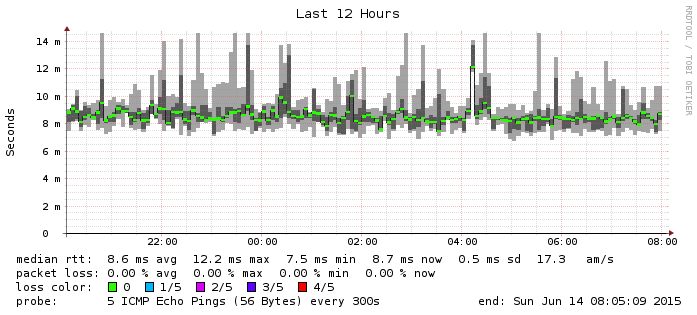 Last 12 Hours
RRDTOOL / TOBI OETIKER
Seconds
14 m
12 m
10 m
8 m
6 m
4 m
2 m
0
22:00 00:00 02:00 04:00 06:00 08:00
median rtt: 8.6 ms avg 12.2 ms max 7.5 ms min 8.7 ms now 0.5 ms sd 17.3 am/s
packet loss: 0.00 % avg 0.00 % max 0.00 % min 0.00 % now
loss color: 0 1/5 2/5 3/5 4/5
probe: 5 ICMP Echo Pings (56 Bytes) every 300s end: Sun Jun 14 08:05:09 2015